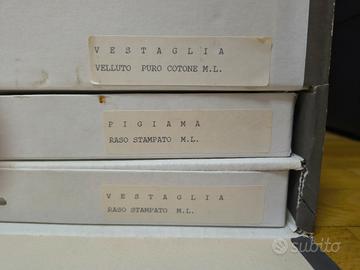 VESTAGLIA
VELLUTO PURO COTONE M.L.
PIGIAMA
RASO STAMPATO M.L.
VESTAGLIA
RASO STAMPATO M.L.
subito